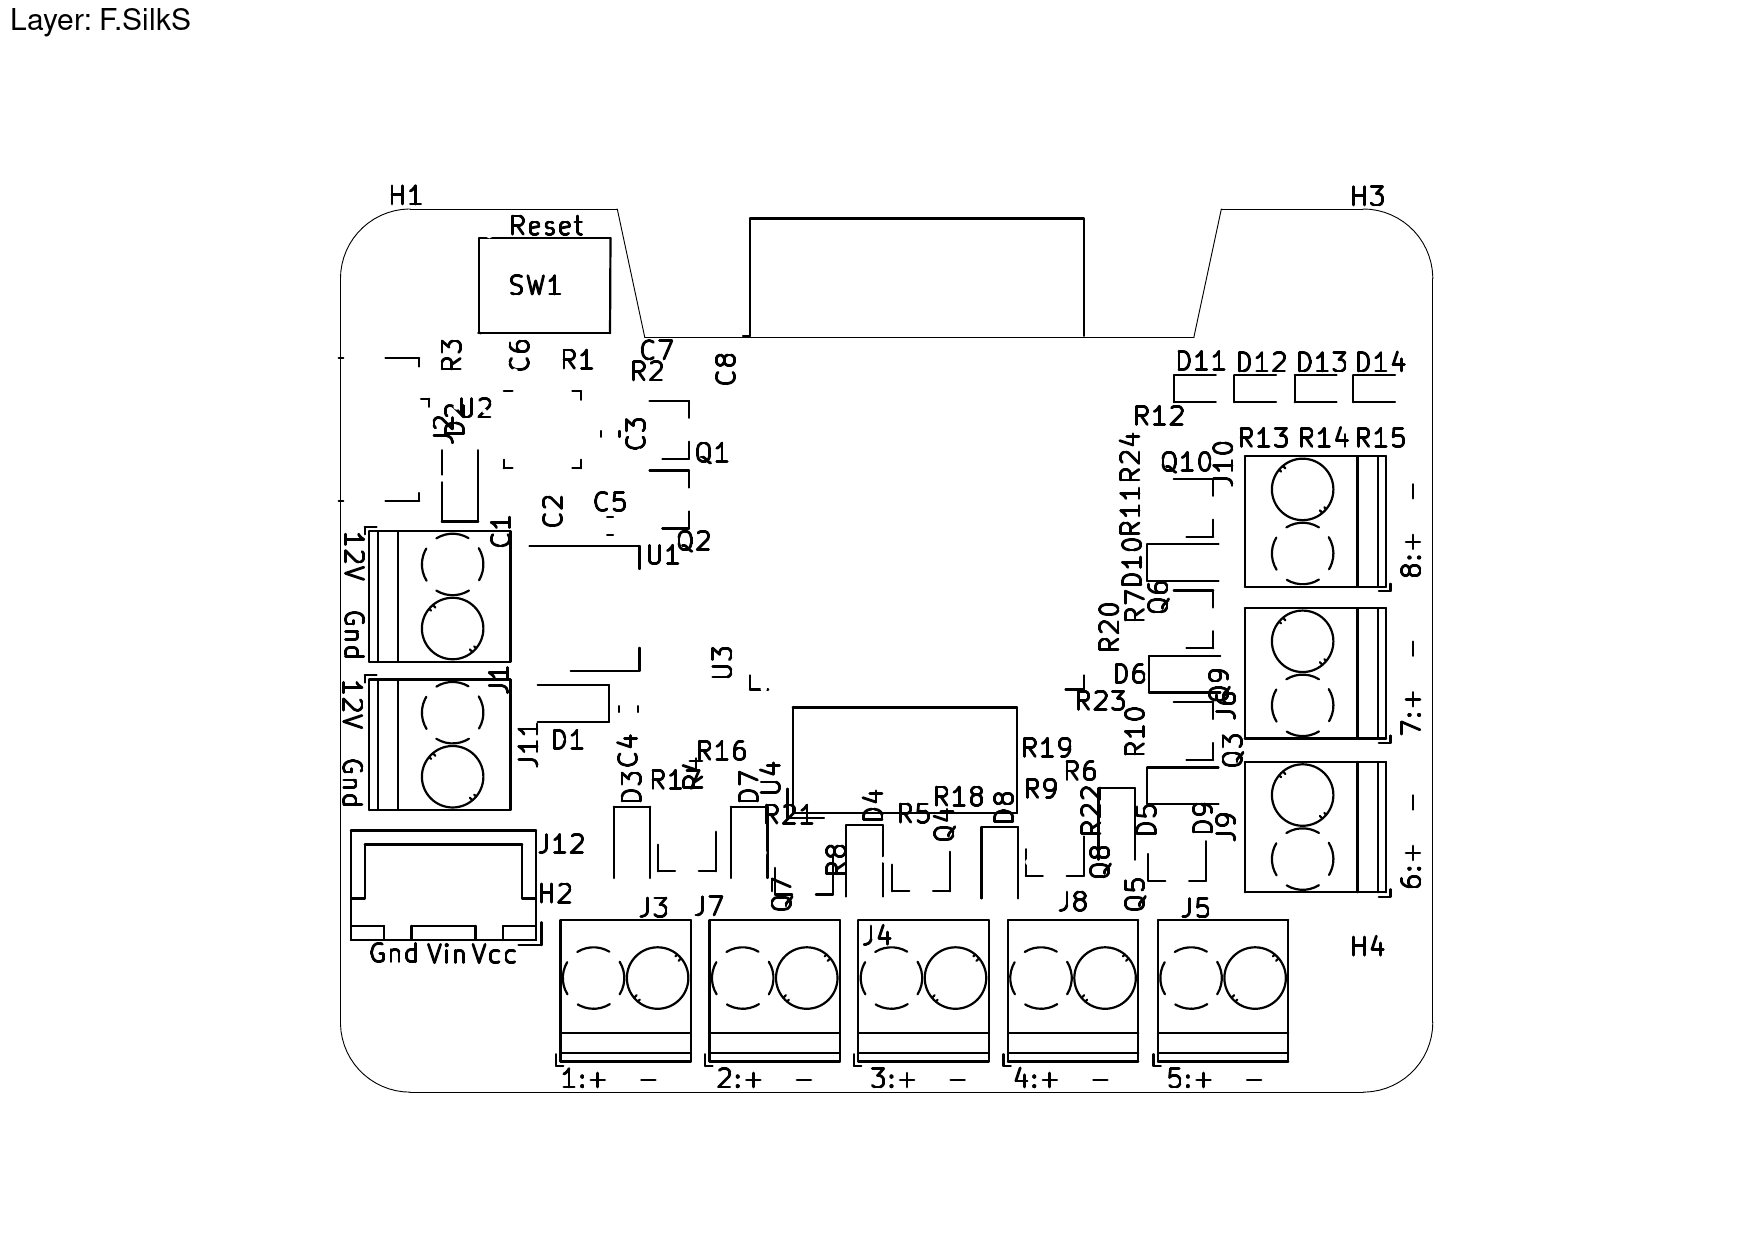 Layer: F.SilkS
H1
H3
Reset
SW1
R3
C6
R1
C7
R2
C8
D11
D12
D13
D14
U2
J2
D2
C3
Q1
R12
R13
R14
R15
R24
Q10
J10
-
C1
C2
C5
Q2
U1
R11
D10
8:+
12V
Gnd
R7
Q6
R20
-
U3
D6
J1
R23
Q9
J6
7:+
12V
Gnd
J11
D1
C4
R16
R10
Q3
R19
R17
R4
D3
D7
U4
R6
R9
R18
D4
R5
D8
R21
Q4
R22
D5
D9
J9
-
6:+
J12
R8
Q8
H2
Q7
Q5
J3
J7
J8
J5
J4
H4
Gnd Vin Vcc
1:+ - 2:+ - 3:+ - 4:+ - 5:+ -